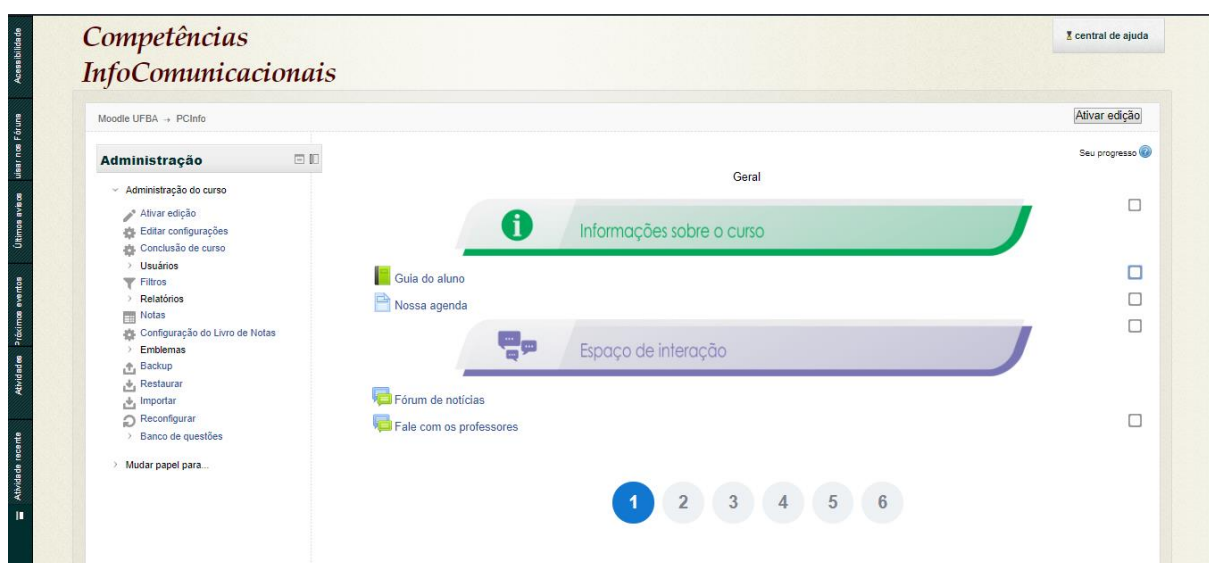 Competências
InfoComunicacionais
central de ajuda
Acessibilidade
uisar nos Fóruns
Últimos avisos
Próximos eventos
Atividades
Atividade recente
Moodle UFBA → PCInfo
Ativar edição
Administração
Administração do curso
Ativar edição
Editar configurações
Conclusão de curso
Usuários
Filtros
Relatórios
Notas
Configuração do Livro de Notas
Emblemas
Backup
Restaurar
Importar
Reconfigurar
Banco de questões
Mudar papel para...
Seu progresso
Geral
Informações sobre o curso
Guia do aluno
Nossa agenda
Espaço de interação
Fórum de notícias
Fale com os professores
1 2 3 4 5 6